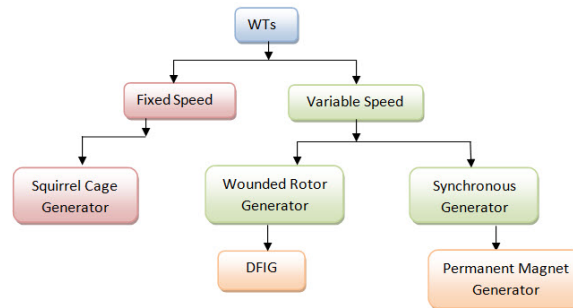 WTs
Fixed Speed
Variable Speed
Squirrel Cage
Generator
Wounded Rotor
Generator
Synchronous
Generator
DFIG
Permanent Magnet
Generator